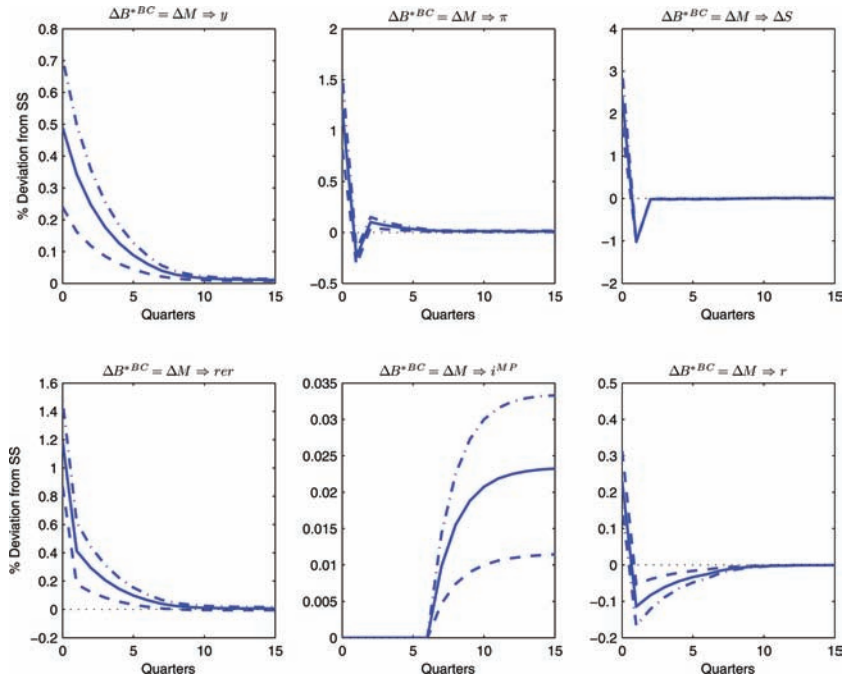 ΔB*BC = ΔM ⇒ y
% Deviation from SS
0.8
0.7
0.6
0.5
0.4
0.3
0.2
0.1
0
0 5 10 15
Quarters
ΔB*BC = ΔM ⇒ π
2
1.5
1
0.5
0
−0.5
0 5 10 15
Quarters
ΔB*BC = ΔM ⇒ ΔS
4
3
2
1
0
−1
−2
0 5 10 15
Quarters
ΔB*BC = ΔM ⇒ rer
% Deviation from SS
1.6
1.4
1.2
1
0.8
0.6
0.4
0.2
0
−0.2
0 5 10 15
Quarters
ΔB*BC = ΔM ⇒ iMP
0.035
0.03
0.025
0.02
0.015
0.01
0.005
0
0 5 10 15
Quarters
ΔB*BC = ΔM ⇒ r
0.5
0.4
0.3
0.2
0.1
0
−0.1
−0.2
0 5 10 15
Quarters